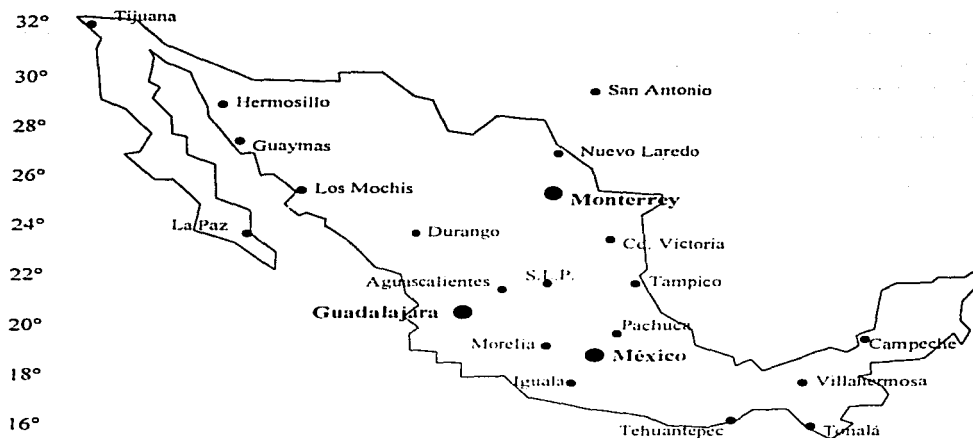 32°
Tijuana
30°
San Antonio
Hermosillo
28°
Guaymas
Nuevo Laredo
26°
Los Mochis
Monterrey
24°
La Paz
Durango
Cd. Victoria
22°
Aguascalientes
S.L.P.
Tampico
Guadalajara
20°
Pachuca
Morelia
México
Campeche
18°
Iguala
Villahermosa
16°
Tehuantepec
Tonalá